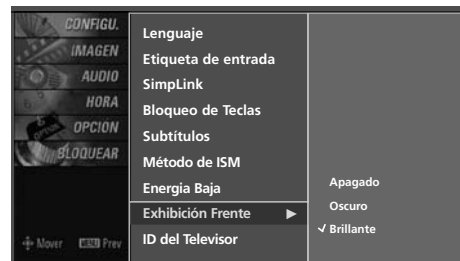 CONFIGU.
IMAGEN
AUDIO
HORA
OPCIÓN
BLOQUEAR
Mover MENU Prev
Lenguaje
Etiqueta de entrada
SimpLink
Bloqueo de Teclas
Subtítulos
Método de ISM
Energia Baja
Exhibición Frente ▶
ID del Televisor
Apagado
Oscuro
✓ Brillante